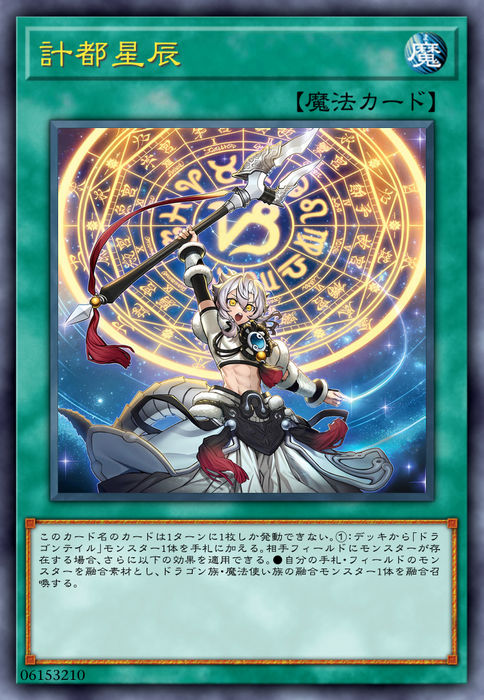 計都星辰
魔
【魔法カード】
このカード名のカードは1ターンに1枚しか発動できない。①：デッキから「ドラ
ゴンテイル」モンスター1体を手札に加える。相手フィールドにモンスターが存
在する場合、さらに以下の効果を適用できる。●自分の手札・フィールドのモン
スターを融合素材とし、ドラゴン族・魔法使い族の融合モンスター1体を融合召
喚する。
06153210